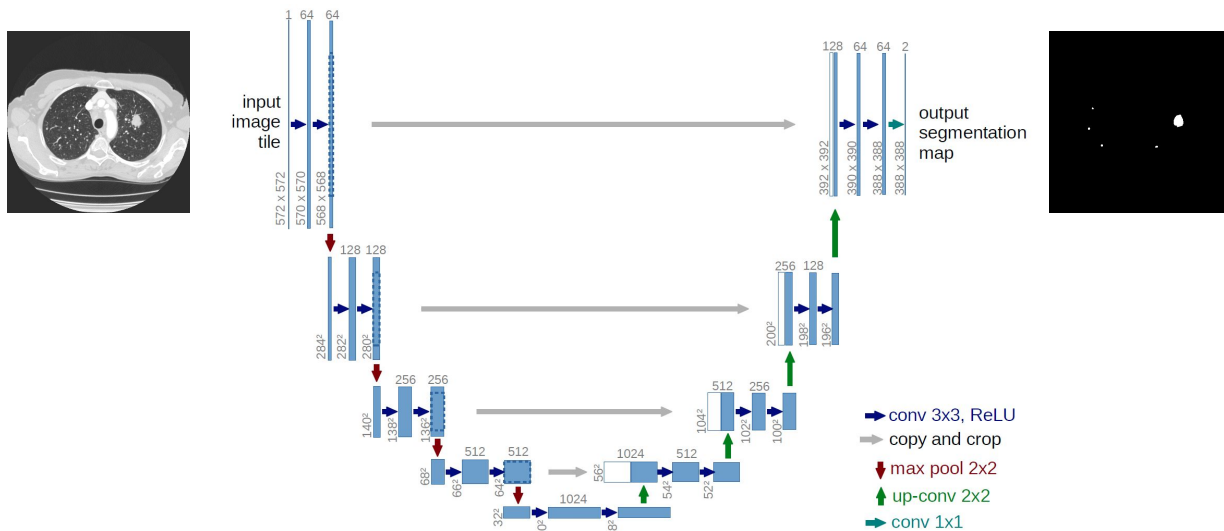 1 64 64
input
image
tile
572 x 572
570 x 570
568 x 568
128 64 64 2
output
segmentation
map
392 x 392
390 x 390
388 x 388
388 x 388
128 128
284²
282²
280²
256 128
200²
198²
196²
256 256
140²
138²
136²
512 256
104²
102²
100²
512 512
68²
66²
64²
1024 512
56²
54²
52²
1024
32²
0²
8²
conv 3x3, ReLU
copy and crop
max pool 2x2
up-conv 2x2
conv 1x1